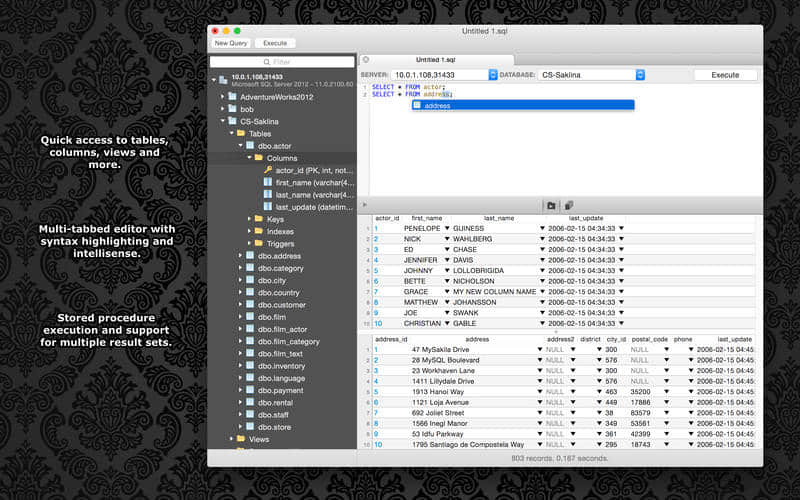 Quick access to tables,
columns, views and
more.
Multi-tabbed editor with
syntax highlighting and
intellisense.
Stored procedure
execution and support
for multiple result sets.
Untitled 1.sql
New Query Execute
Filter
10.0.1.108,31433
Microsoft SQL Server 2012 - 11.0.2100.60
AdventureWorks2012
bob
CS-Saklina
Tables
dbo.actor
Columns
actor_id (PK, int, not...
first_name (varchar(4...
last_name (varchar(4...
last_update (datetim...
Keys
Indexes
Triggers
dbo.address
dbo.category
dbo.city
dbo.country
dbo.customer
dbo.film
dbo.film_actor
dbo.film_category
dbo.film_text
dbo.inventory
dbo.language
dbo.payment
dbo.rental
dbo.staff
dbo.store
Views
Untitled 1.sql
SERVER: 10.0.1.108,31433 DATABASE: CS-Saklina Execute
1 SELECT * FROM actor;
2 SELECT * FROM address;
address
actor_id first_name last_name last_update
1 1 PENELOPE GUINESS 2006-02-15 04:34:33
2 2 NICK WAHLBERG 2006-02-15 04:34:33
3 3 ED CHASE 2006-02-15 04:34:33
4 4 JENNIFER DAVIS 2006-02-15 04:34:33
5 5 JOHNNY LOLLOBRIGIDA 2006-02-15 04:34:33
6 6 BETTE NICHOLSON 2006-02-15 04:34:33
7 7 GRACE MY NEW COLUMN NAME 2006-02-15 04:34:33
8 8 MATTHEW JOHANSSON 2006-02-15 04:34:33
9 9 JOE SWANK 2006-02-15 04:34:33
10 10 CHRISTIAN GABLE 2006-02-15 04:34:33
address_id address address2 district city_id postal_code phone last_update
1 1 47 MySakila Drive NULL 300 NULL 2006-02-15 04:45:
2 2 28 MySQL Boulevard NULL 576 NULL 2006-02-15 04:45:
3 3 23 Workhaven Lane NULL 300 NULL 2006-02-15 04:45:
4 4 1411 Lillydale Drive NULL 576 NULL 2006-02-15 04:45:
5 5 1913 Hanoi Way NULL 463 35200 2006-02-15 04:45:
6 6 1121 Loja Avenue NULL 449 17886 2006-02-15 04:45:
7 7 692 Joliet Street NULL 38 83579 2006-02-15 04:45:
8 8 1566 Inegl Manor NULL 349 53561 2006-02-15 04:45:
9 9 53 Idfu Parkway NULL 361 42399 2006-02-15 04:45:
10 10 1795 Santiago de Compostela Way NULL 295 18743 2006-02-15 04:45:
803 records, 0.167 seconds.